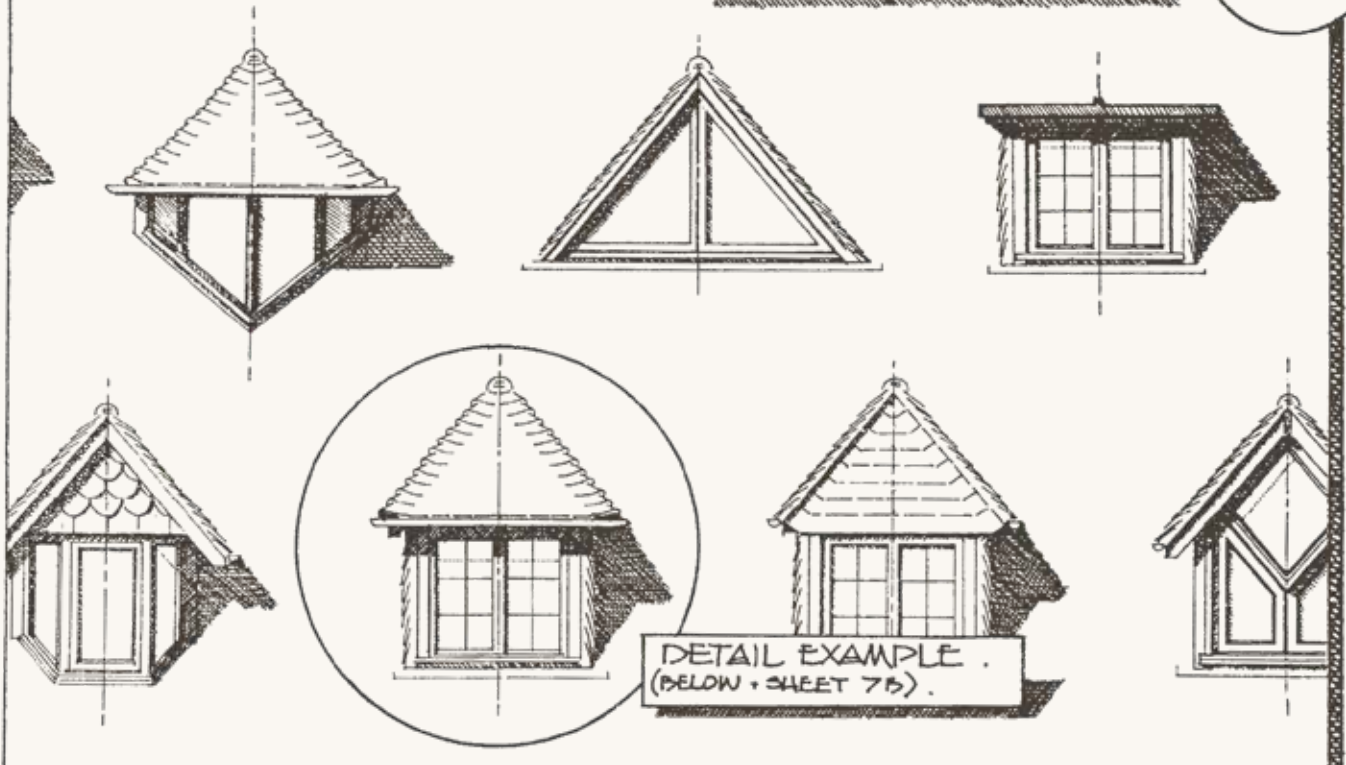 DETAIL EXAMPLE .
(BELOW + SHEET 7B) .